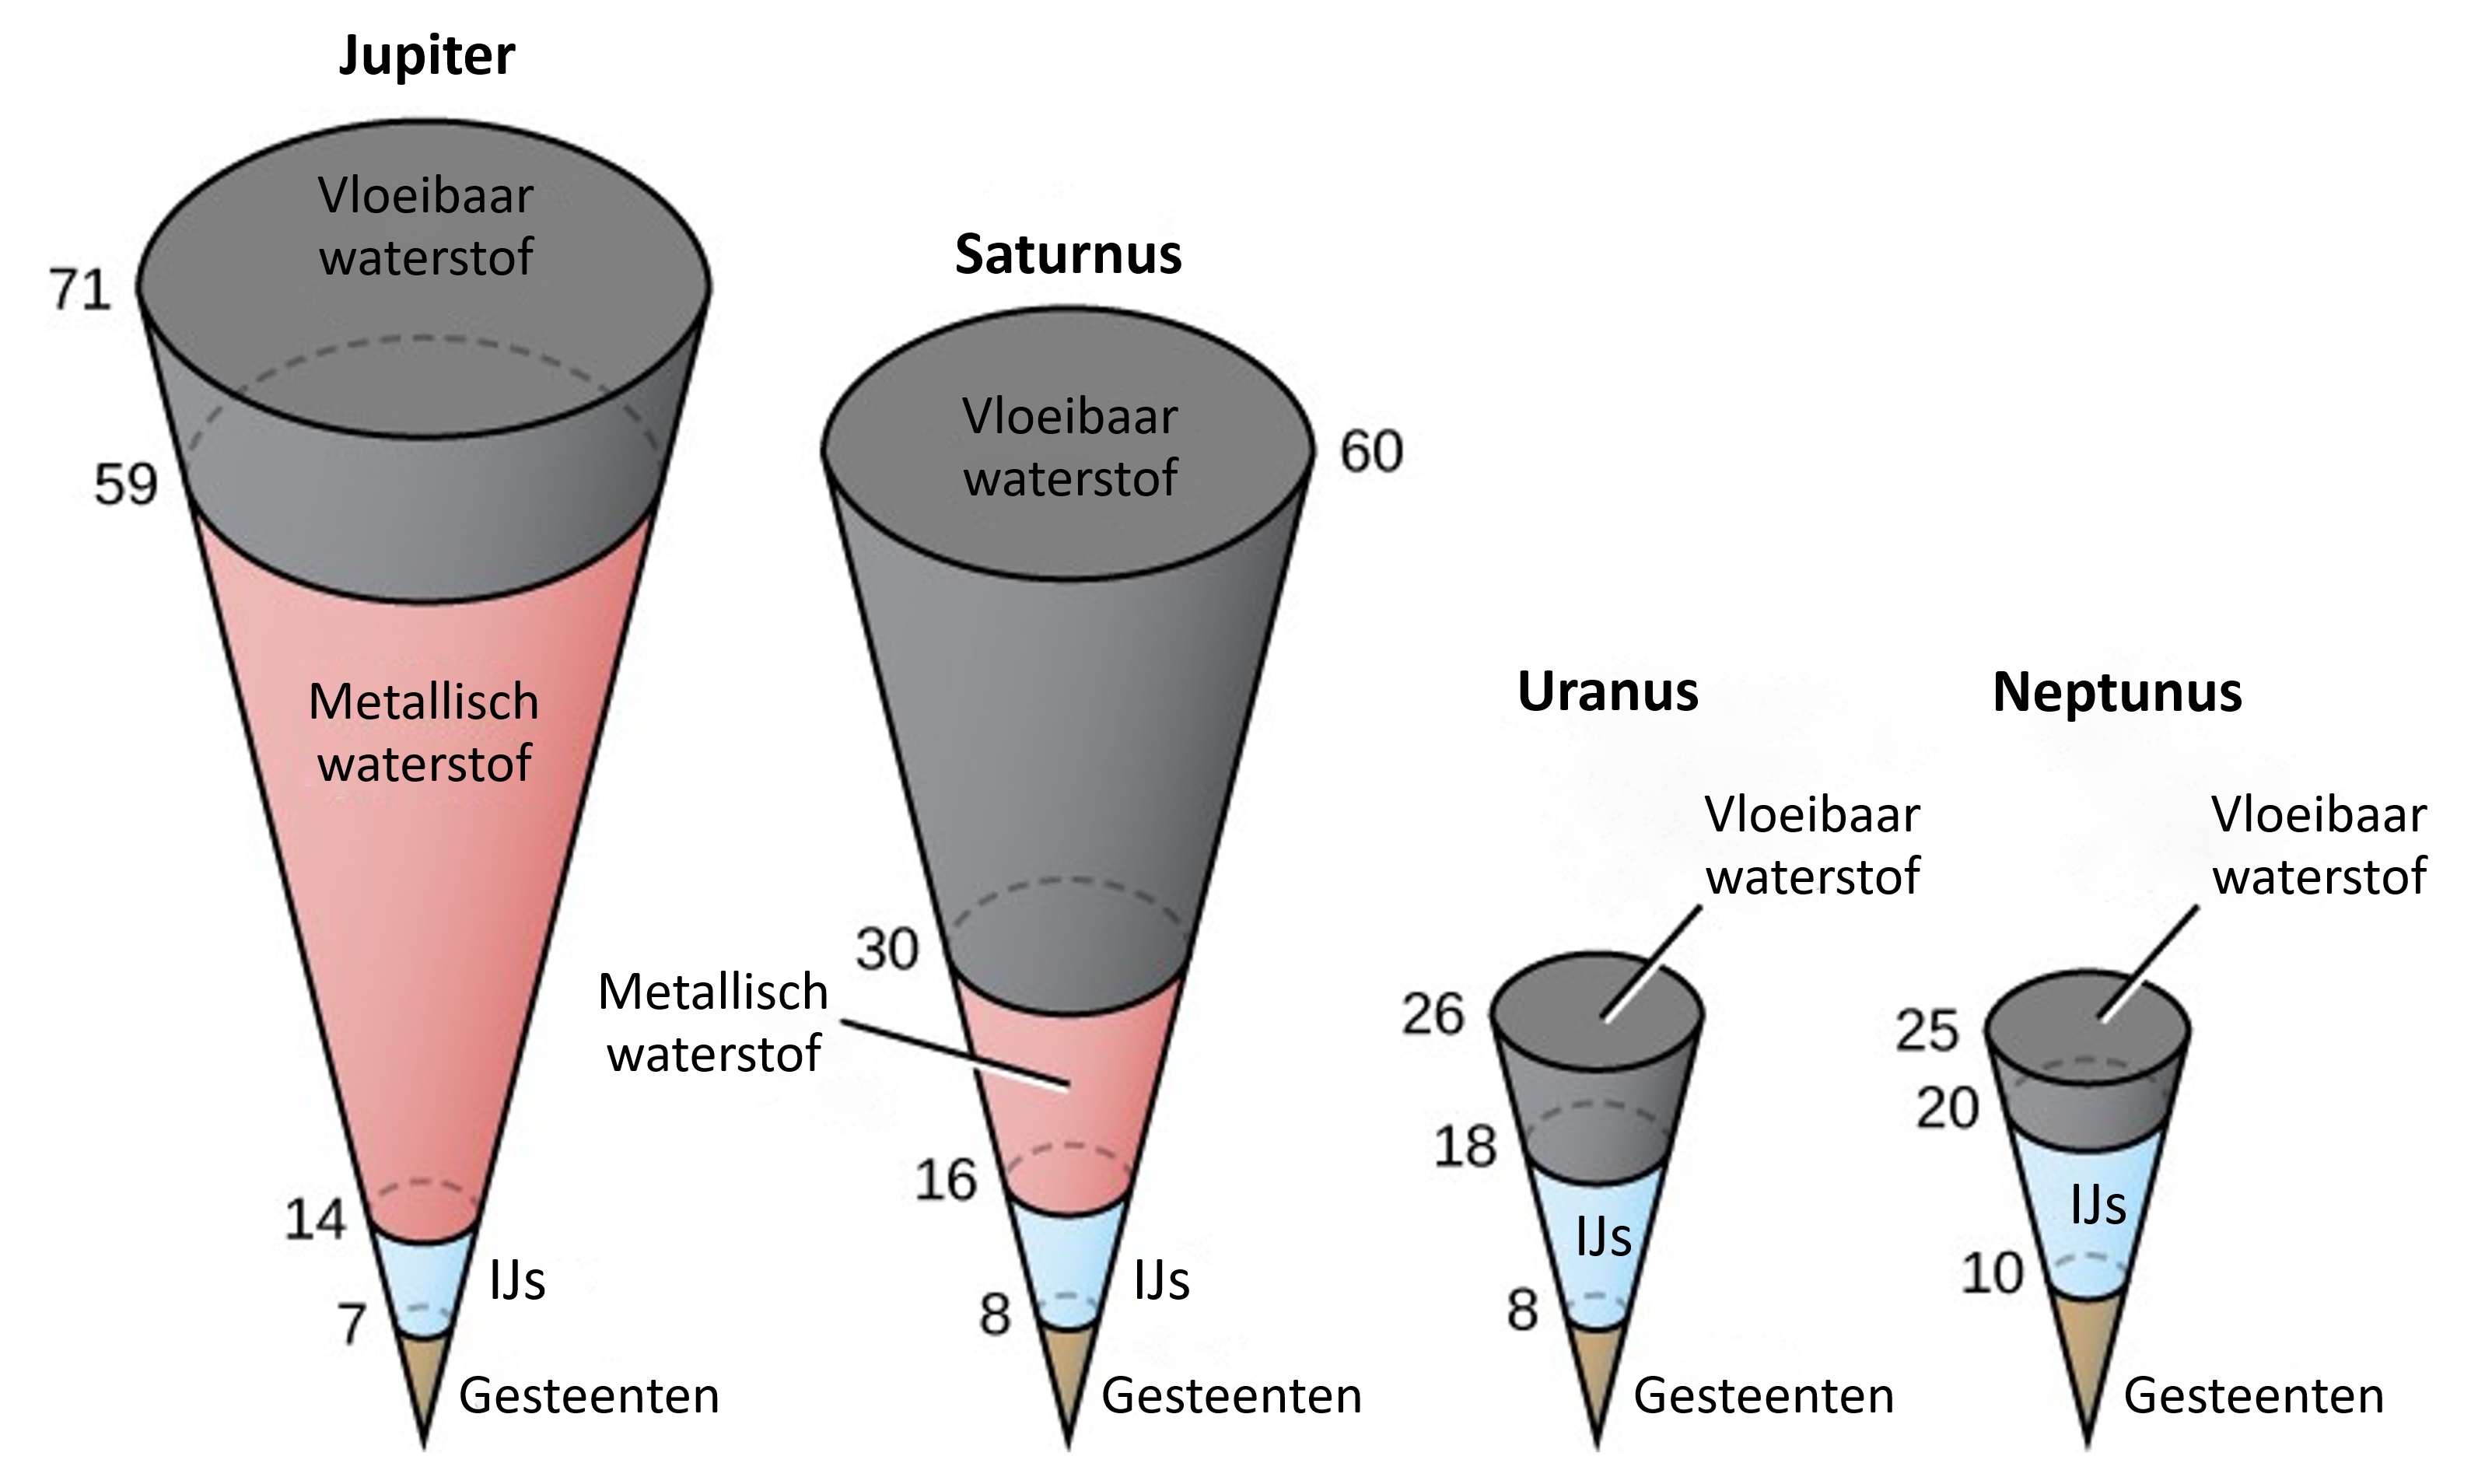 Jupiter
Vloeibaar
waterstof
71
59
Metallisch
waterstof
14
IJs
7
Gesteenten
Saturnus
Vloeibaar
waterstof
60
30
Metallisch
waterstof
16
IJs
8
Gesteenten
Uranus
Vloeibaar
waterstof
26
18
IJs
8
Gesteenten
Neptunus
Vloeibaar
waterstof
25
20
IJs
10
Gesteenten